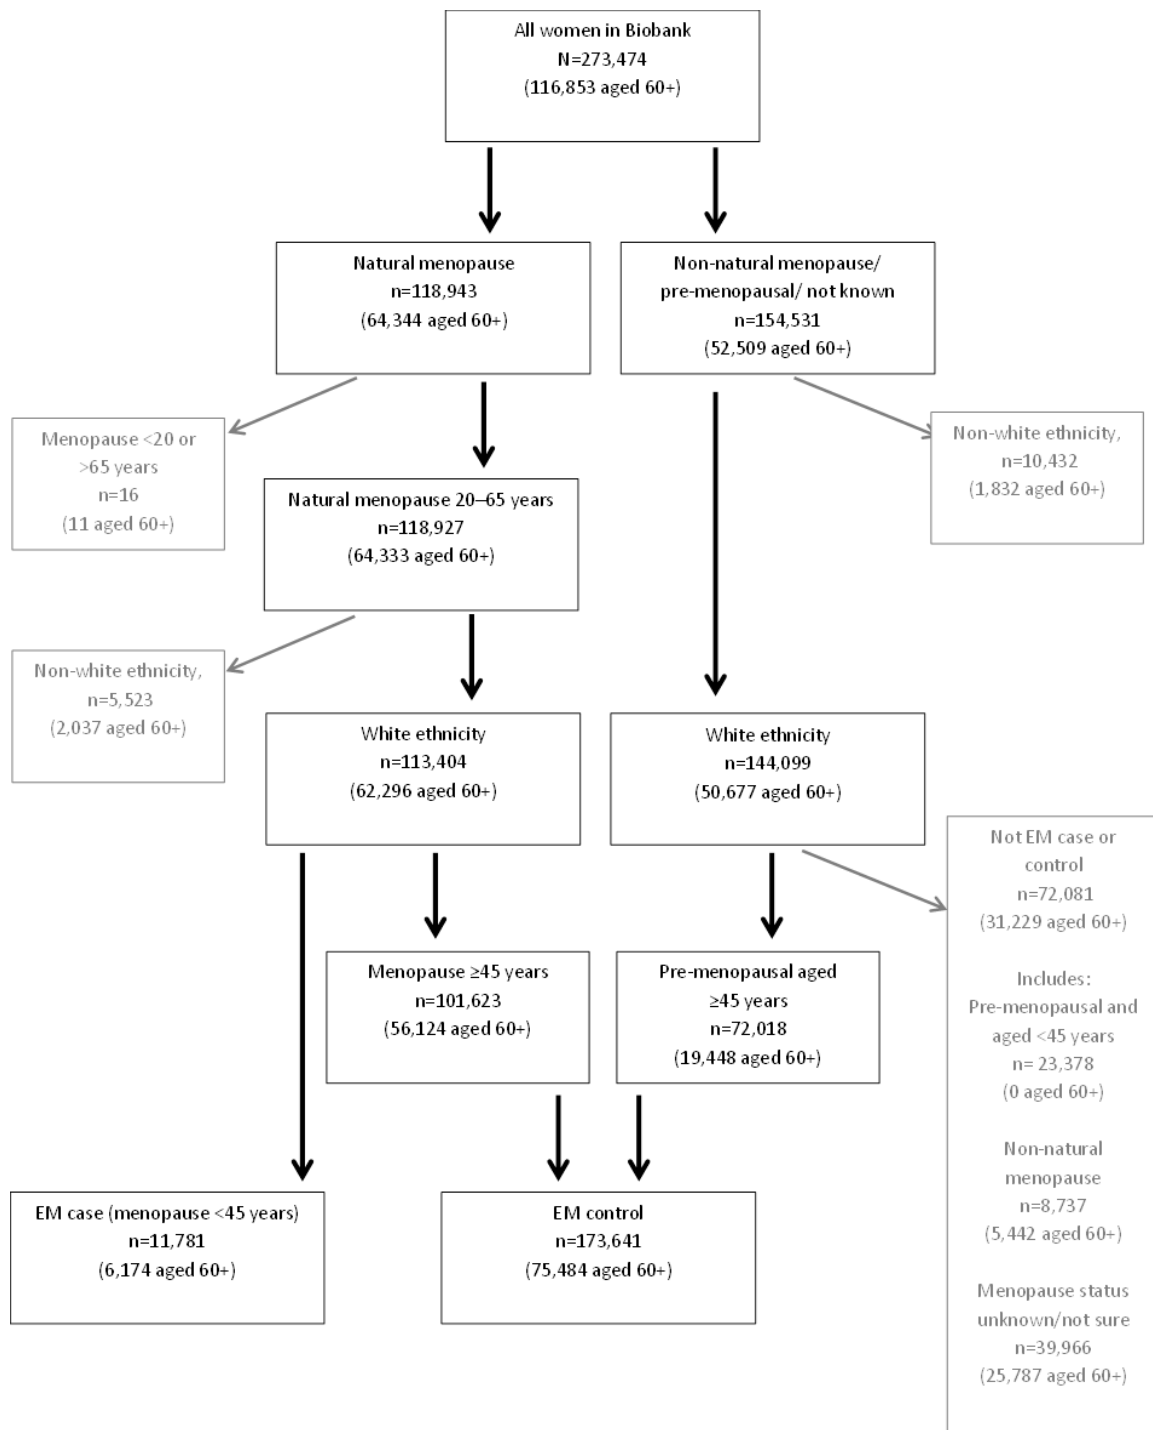 All women in Biobank
N=273,474
(116,853 aged 60+)
Natural menopause
n=118,943
(64,344 aged 60+)
Non-natural menopause/
pre-menopausal/ not known
n=154,531
(52,509 aged 60+)
Menopause <20 or
>65 years
n=16
(11 aged 60+)
Non-white ethnicity,
n=10,432
(1,832 aged 60+)
Natural menopause 20–65 years
n=118,927
(64,333 aged 60+)
Non-white ethnicity,
n=5,523
(2,037 aged 60+)
White ethnicity
n=113,404
(62,296 aged 60+)
White ethnicity
n=144,099
(50,677 aged 60+)
Not EM case or
control
n=72,081
(31,229 aged 60+)
Includes:
Pre-menopausal and
aged <45 years
n= 23,378
(0 aged 60+)
Non-natural
menopause
n=8,737
(5,442 aged 60+)
Menopause status
unknown/not sure
n=39,966
(25,787 aged 60+)
Menopause ≥45 years
n=101,623
(56,124 aged 60+)
Pre-menopausal aged
≥45 years
n=72,018
(19,448 aged 60+)
EM case (menopause <45 years)
n=11,781
(6,174 aged 60+)
EM control
n=173,641
(75,484 aged 60+)